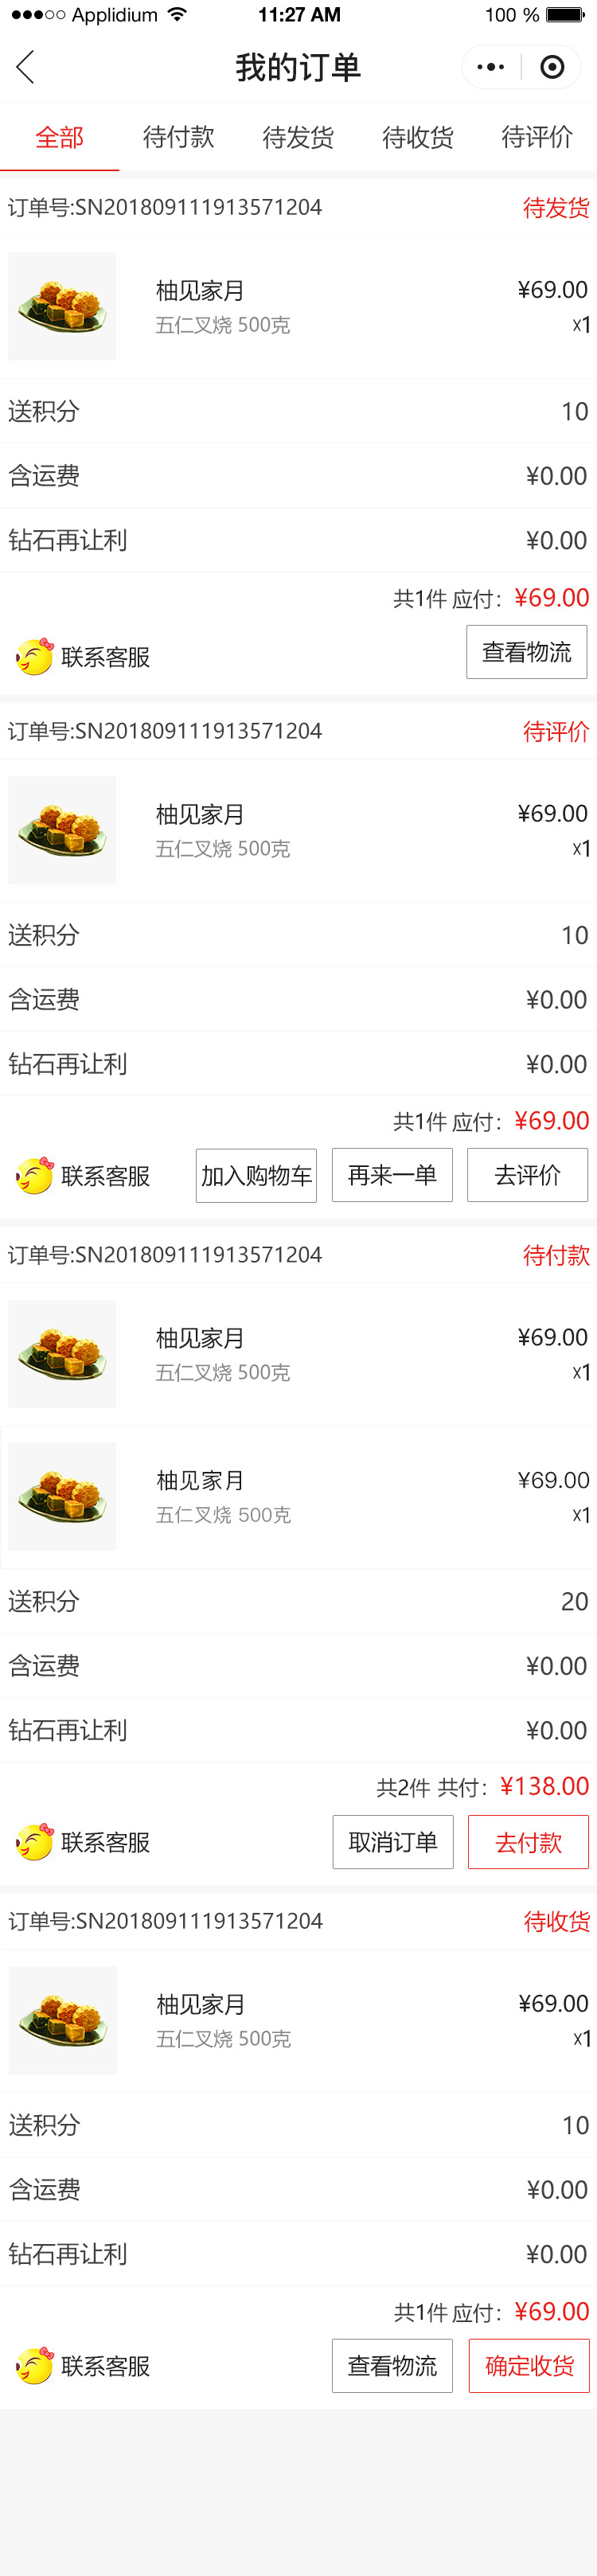 Applidium 11:27 AM 100 %
我的订单
全部 待付款 待发货 待收货 待评价
订单号:SN201809111913571204 待发货
柚见家月 ¥69.00
五仁叉烧 500克 x1
送积分 10
含运费 ¥0.00
钻石再让利 ¥0.00
共1件 应付：¥69.00
联系客服 查看物流
订单号:SN201809111913571204 待评价
柚见家月 ¥69.00
五仁叉烧 500克 x1
送积分 10
含运费 ¥0.00
钻石再让利 ¥0.00
共1件 应付：¥69.00
联系客服 加入购物车 再来一单 去评价
订单号:SN201809111913571204 待付款
柚见家月 ¥69.00
五仁叉烧 500克 x1
柚见家月 ¥69.00
五仁叉烧 500克 x1
送积分 20
含运费 ¥0.00
钻石再让利 ¥0.00
共2件 共付：¥138.00
联系客服 取消订单 去付款
订单号:SN201809111913571204 待收货
柚见家月 ¥69.00
五仁叉烧 500克 x1
送积分 10
含运费 ¥0.00
钻石再让利 ¥0.00
共1件 应付：¥69.00
联系客服 查看物流 确定收货